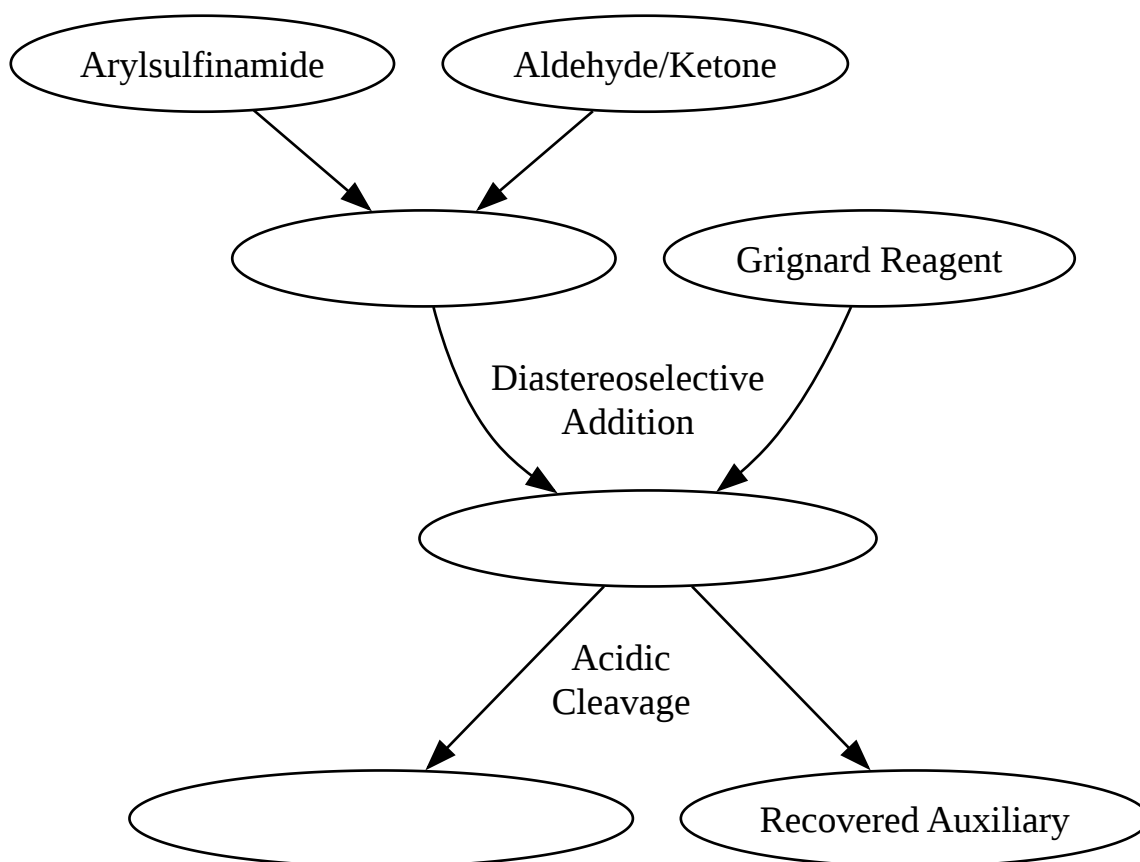 Arylsulfinamide
Aldehyde/Ketone
Grignard Reagent
Diastereoselective
Addition
Acidic
Cleavage
Recovered Auxiliary